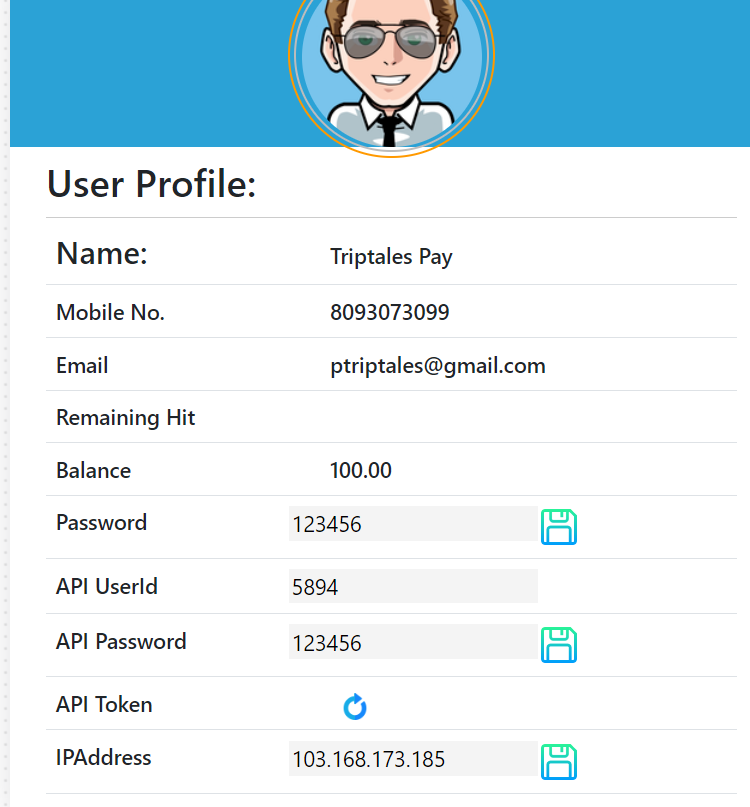 User Profile:
Name: Triptales Pay
Mobile No. 8093073099
Email ptriptales@gmail.com
Remaining Hit
Balance 100.00
Password 123456
API UserId 5894
API Password 123456
API Token
IPAddress 103.168.173.185